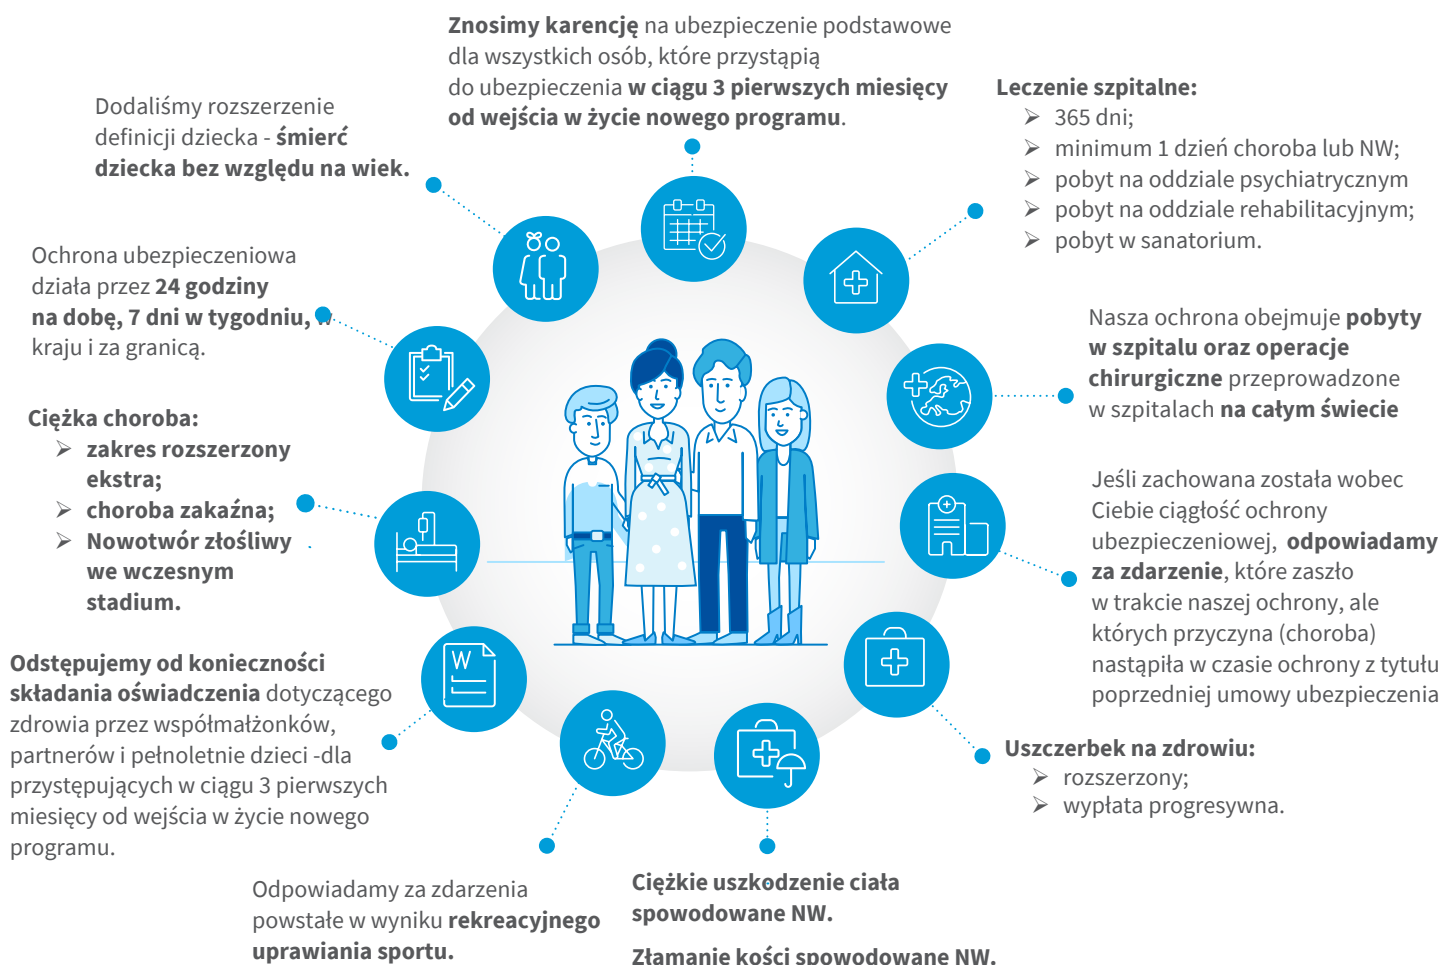 Znosimy karencję na ubezpieczenie podstawowe
dla wszystkich osób, które przystąpią
do ubezpieczenia w ciągu 3 pierwszych miesięcy
od wejścia w życie nowego programu.
Dodaliśmy rozszerzenie
definicji dziecka - śmierć
dziecka bez względu na wiek.
Leczenie szpitalne:
➢ 365 dni;
➢ minimum 1 dzień choroba lub NW;
➢ pobyt na oddziale psychiatrycznym
➢ pobyt na oddziale rehabilitacyjnym;
➢ pobyt w sanatorium.
Ochrona ubezpieczeniowa
działa przez 24 godziny
na dobę, 7 dni w tygodniu, w
kraju i za granicą.
Nasza ochrona obejmuje pobyty
w szpitalu oraz operacje
chirurgiczne przeprowadzone
w szpitalach na całym świecie
Ciężka choroba:
➢ zakres rozszerzony
ekstra;
➢ choroba zakaźna;
➢ Nowotwór złośliwy
we wczesnym
stadium.
Jeśli zachowana została wobec
Ciebie ciągłość ochrony
ubezpieczeniowej, odpowiadamy
za zdarzenie, które zaszło
w trakcie naszej ochrony, ale
których przyczyna (choroba)
nastąpiła w czasie ochrony z tytułu
poprzedniej umowy ubezpieczenia
Odstępujemy od konieczności
składania oświadczenia dotyczącego
zdrowia przez współmałżonków,
partnerów i pełnoletnie dzieci -dla
przystępujących w ciągu 3 pierwszych
miesięcy od wejścia w życie nowego
programu.
W
Uszczerbek na zdrowiu:
➢ rozszerzony;
➢ wypłata progresywna.
Odpowiadamy za zdarzenia
powstałe w wyniku rekreacyjnego
uprawiania sportu.
Ciężkie uszkodzenie ciała
spowodowane NW.
Złamanie kości spowodowane NW.